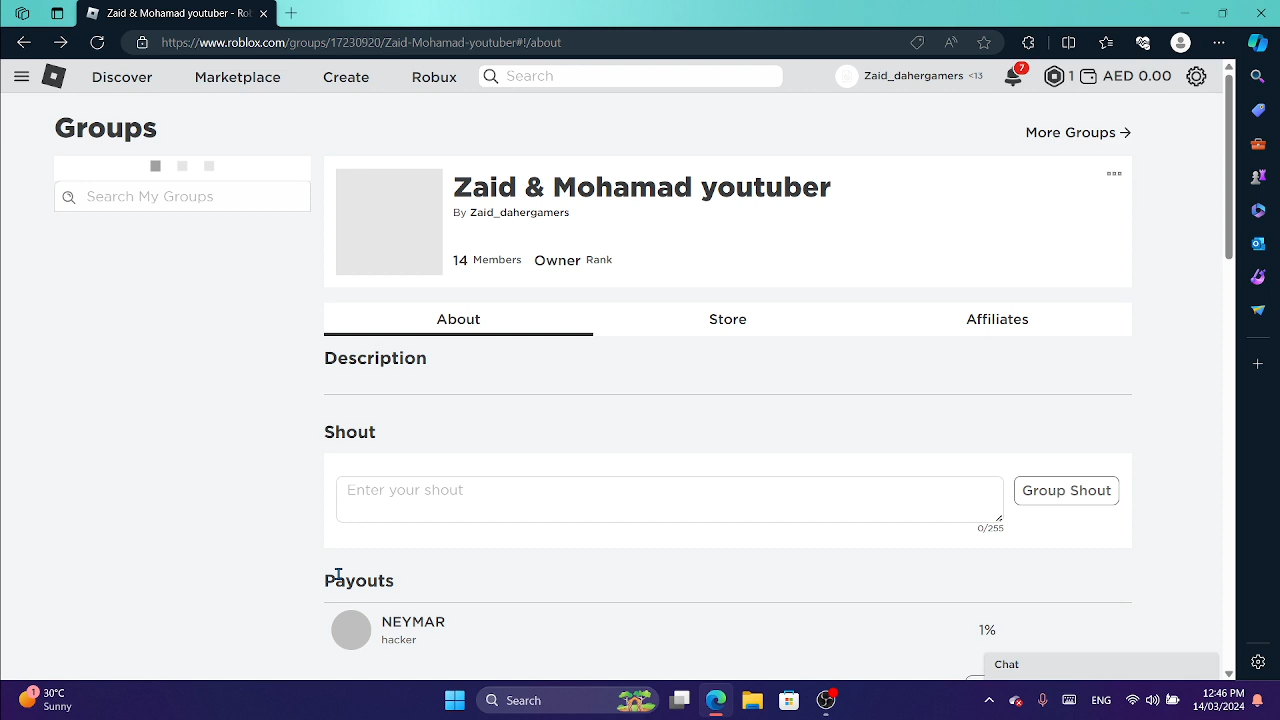 Zaid & Mohamad youtuber - Ro
https://www.roblox.com/groups/17230920/Zaid-Mohamad-youtuber#!/about
Discover
Marketplace
Create
Robux
Search
Zaid_dahergamers <13
7
1
AED 0.00
Groups
More Groups →
Search My Groups
Zaid & Mohamad youtuber
By Zaid_dahergamers
14 Members Owner Rank
About
Store
Affiliates
Description
Shout
Enter your shout
Group Shout
0/255
Payouts
NEYMAR
hacker
1%
Chat
1
30°C
Sunny
Search
ENG
12:46 PM
14/03/2024